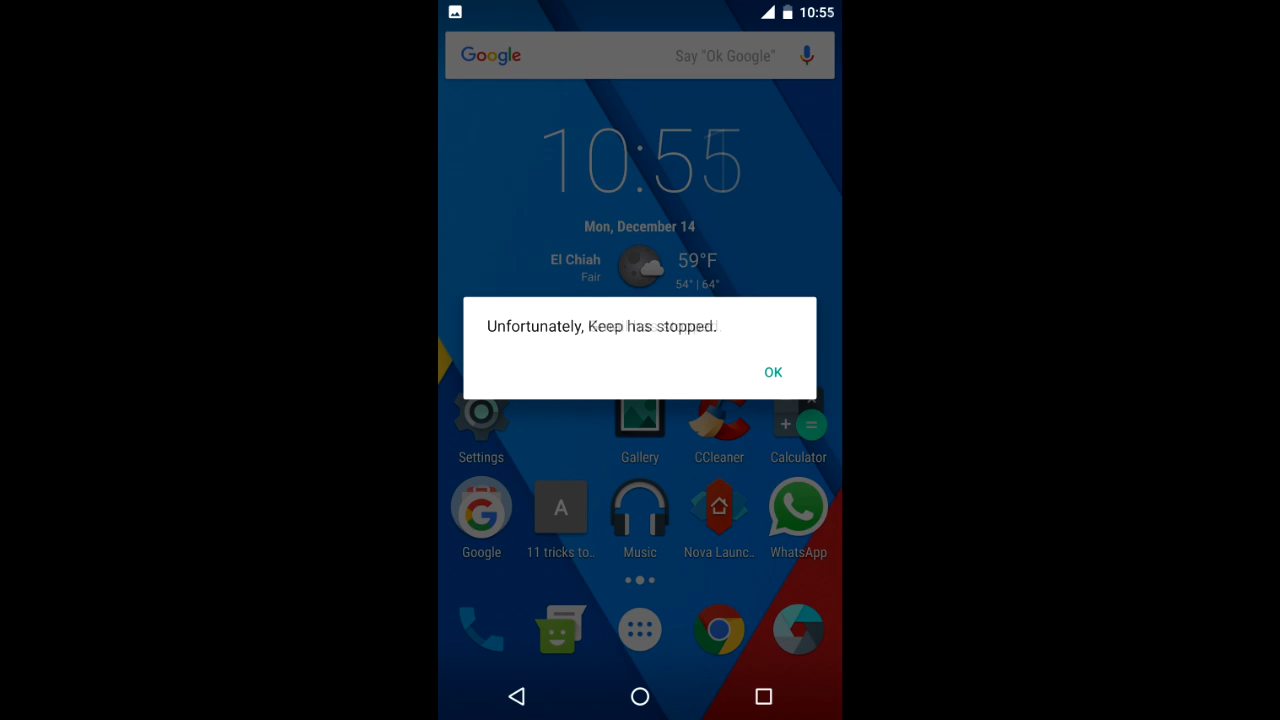 10:55
Google
Say "Ok Google"
10:55
Mon, December 14
El Chiah
Fair
59°F
54° | 64°
Unfortunately, Keep has stopped.
OK
Settings
Gallery
CCleaner
Calculator
A
Google
11 tricks to..
Music
Nova Launc..
WhatsApp